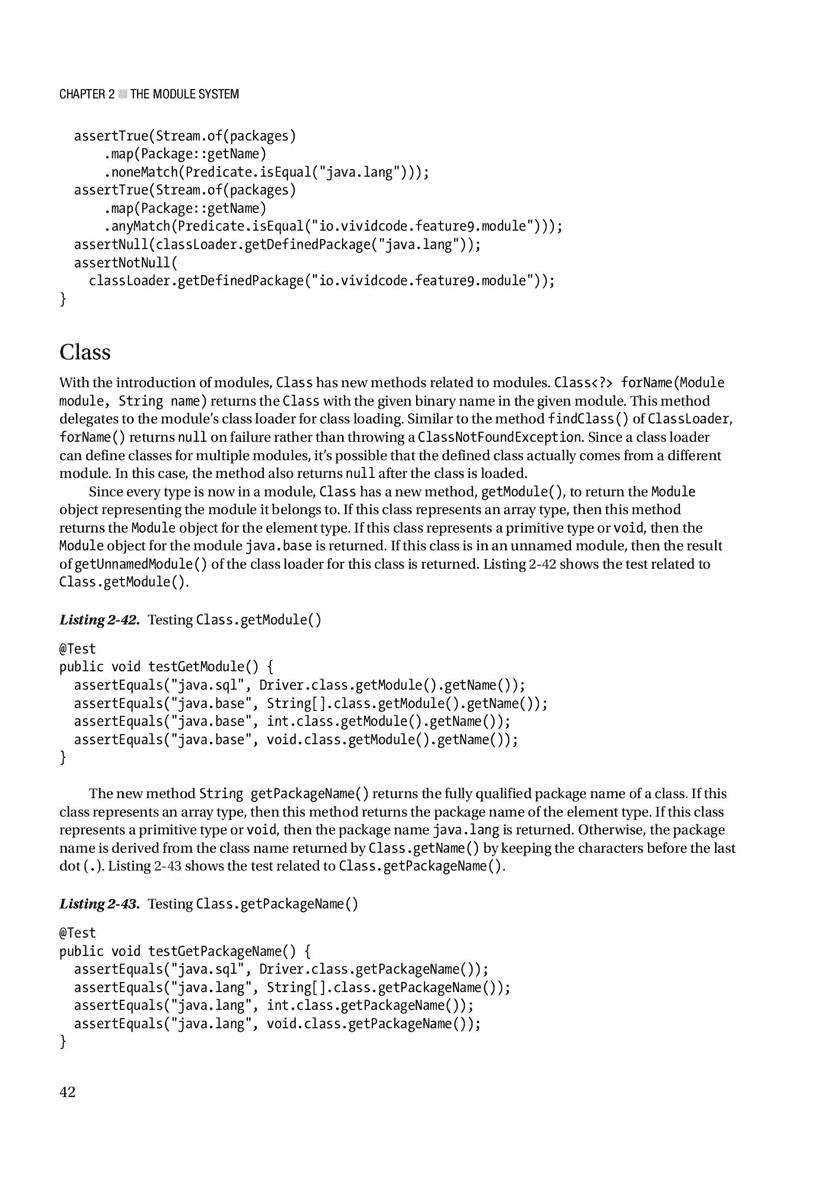 CHAPTER 2 ■ THE MODULE SYSTEM
assertTrue(Stream.of(packages)
.map(Package::getName)
.noneMatch(Predicate.isEqual("java.lang")));
assertTrue(Stream.of(packages)
.map(Package::getName)
.anyMatch(Predicate.isEqual("io.vividcode.feature9.module")));
assertNull(classLoader.getDefinedPackage("java.lang"));
assertNotNull(
classLoader.getDefinedPackage("io.vividcode.feature9.module"));
}
Class
With the introduction of modules, Class has new methods related to modules. Class<?> forName(Module
module, String name) returns the Class with the given binary name in the given module. This method
delegates to the module's class loader for class loading. Similar to the method findClass() of ClassLoader,
forName() returns null on failure rather than throwing a ClassNotFoundException. Since a class loader
can define classes for multiple modules, it's possible that the defined class actually comes from a different
module. In this case, the method also returns null after the class is loaded.
Since every type is now in a module, Class has a new method, getModule(), to return the Module
object representing the module it belongs to. If this class represents an array type, then this method
returns the Module object for the element type. If this class represents a primitive type or void, then the
Module object for the module java.base is returned. If this class is in an unnamed module, then the result
of getUnnamedModule() of the class loader for this class is returned. Listing 2-42 shows the test related to
Class.getModule().
Listing 2-42. Testing Class.getModule()
@Test
public void testGetModule() {
assertEquals("java.sql", Driver.class.getModule().getName());
assertEquals("java.base", String[].class.getModule().getName());
assertEquals("java.base", int.class.getModule().getName());
assertEquals("java.base", void.class.getModule().getName());
}
The new method String getPackageName() returns the fully qualified package name of a class. If this
class represents an array type, then this method returns the package name of the element type. If this class
represents a primitive type or void, then the package name java.lang is returned. Otherwise, the package
name is derived from the class name returned by Class.getName() by keeping the characters before the last
dot (.). Listing 2-43 shows the test related to Class.getPackageName().
Listing 2-43. Testing Class.getPackageName()
@Test
public void testGetPackageName() {
assertEquals("java.sql", Driver.class.getPackageName());
assertEquals("java.lang", String[].class.getPackageName());
assertEquals("java.lang", int.class.getPackageName());
assertEquals("java.lang", void.class.getPackageName());
}
42